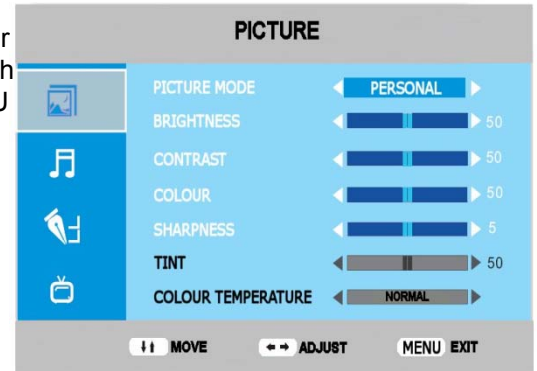 PICTURE
r
h
U
PICTURE MODE PERSONAL
BRIGHTNESS 50
CONTRAST 50
COLOUR 50
SHARPNESS 5
TINT 50
COLOUR TEMPERATURE NORMAL
MOVE ADJUST MENU EXIT